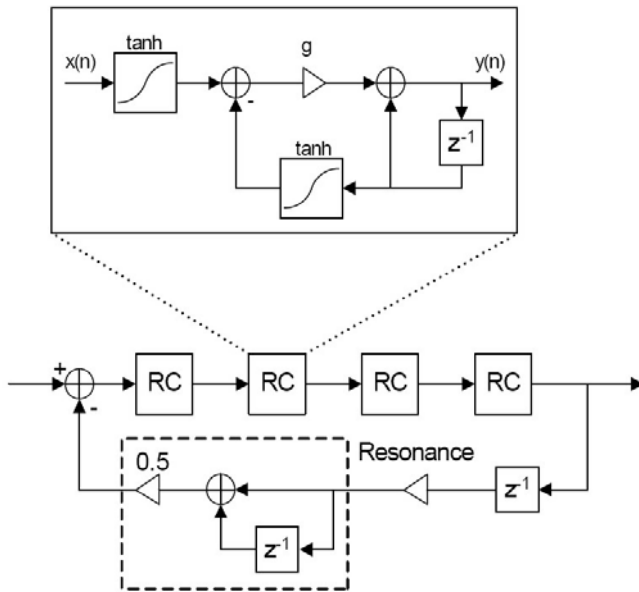 g
tanh
x(n)
y(n)
-
z⁻¹
tanh
+
RC
RC
RC
RC
-
0.5
Resonance
z⁻¹
z⁻¹